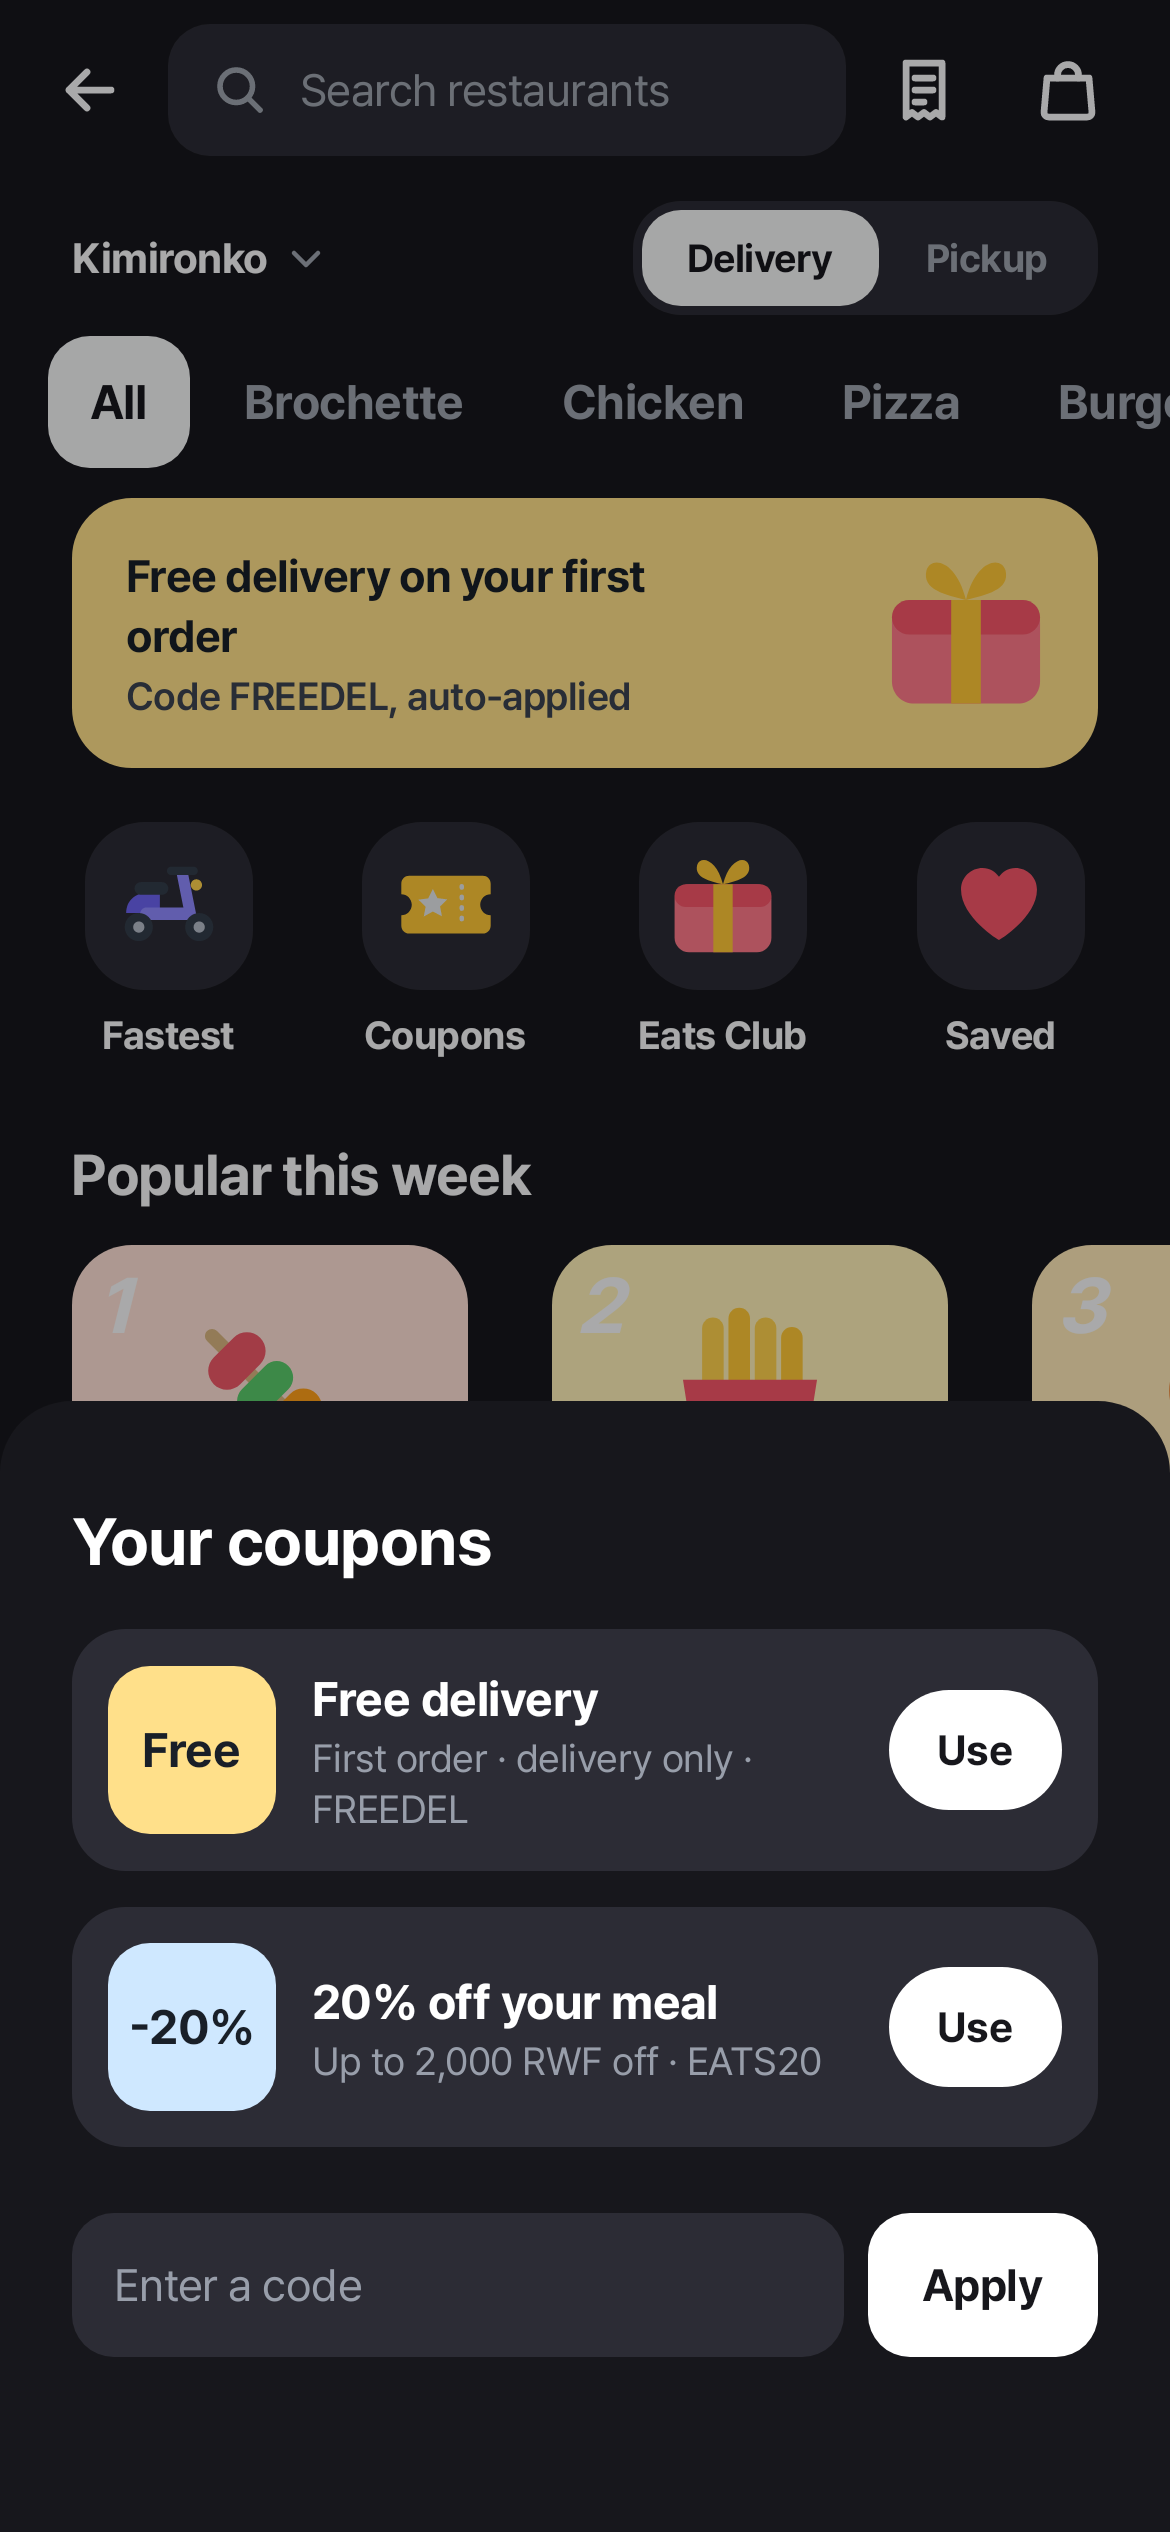 Search restaurants
Kimironko
Delivery
Pickup
All
Brochette
Chicken
Pizza
Burg
Free delivery on your first
order
Code FREEDEL, auto-applied
Fastest
Coupons
Eats Club
Saved
Popular this week
1
2
3
Your coupons
Free
Free delivery
First order · delivery only ·
FREEDEL
Use
-20%
20% off your meal
Up to 2,000 RWF off · EATS20
Use
Enter a code
Apply